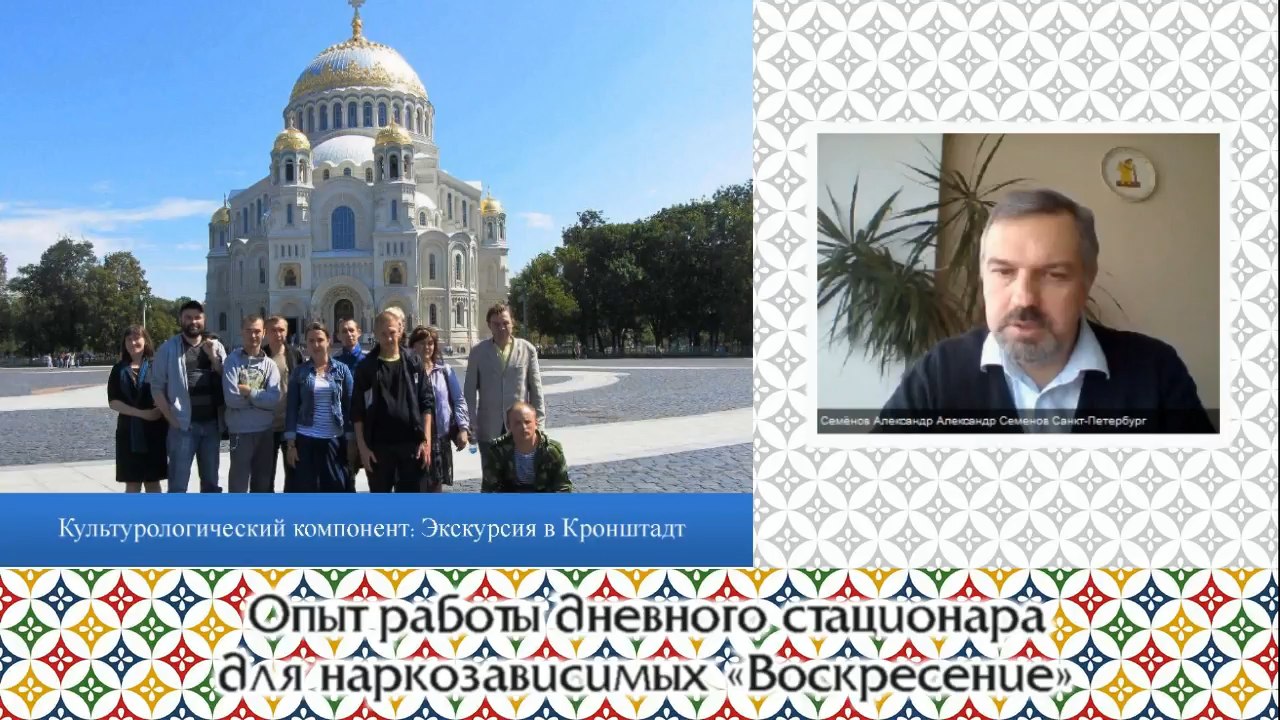 Культурологический компонент: Экскурсия в Кронштадт
Семёнов Александр Александр Семенов Санкт-Петербург
Опыт работы дневного стационара
для наркозависимых «Воскресение»